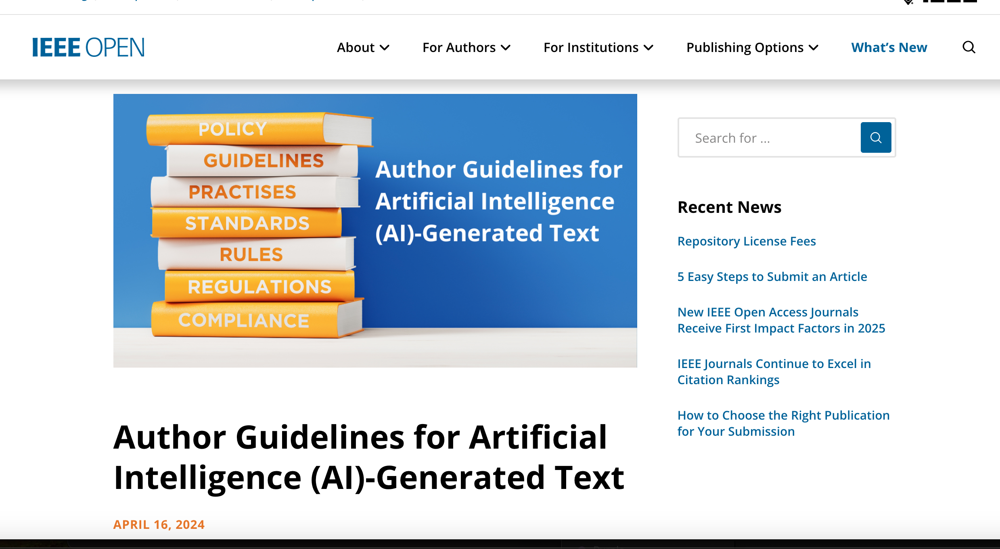 IEEE OPEN
About
For Authors
For Institutions
Publishing Options
What’s New
POLICY
GUIDELINES
PRACTISES
STANDARDS
RULES
REGULATIONS
COMPLIANCE
Author Guidelines for
Artificial Intelligence
(AI)-Generated Text
Author Guidelines for Artificial
Intelligence (AI)-Generated Text
APRIL 16, 2024
Search for ...
Recent News
Repository License Fees
5 Easy Steps to Submit an Article
New IEEE Open Access Journals
Receive First Impact Factors in 2025
IEEE Journals Continue to Excel in
Citation Rankings
How to Choose the Right Publication
for Your Submission